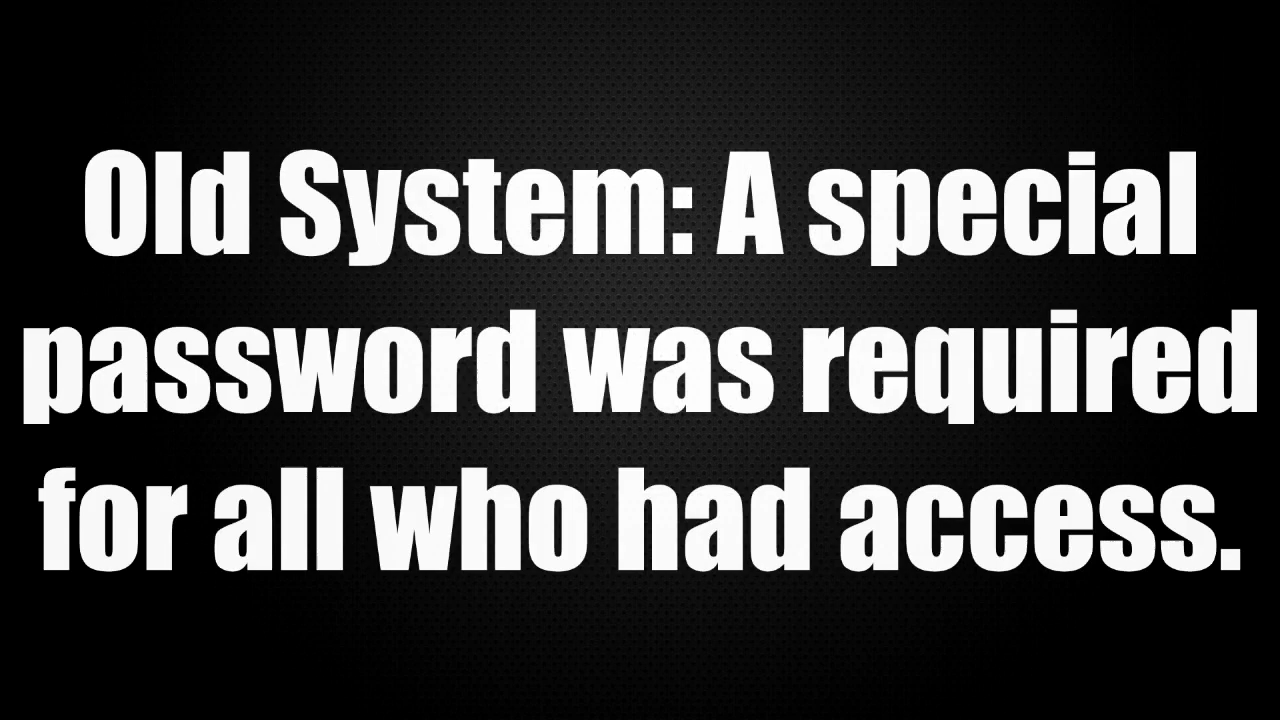 Old System: A special
password was required
for all who had access.